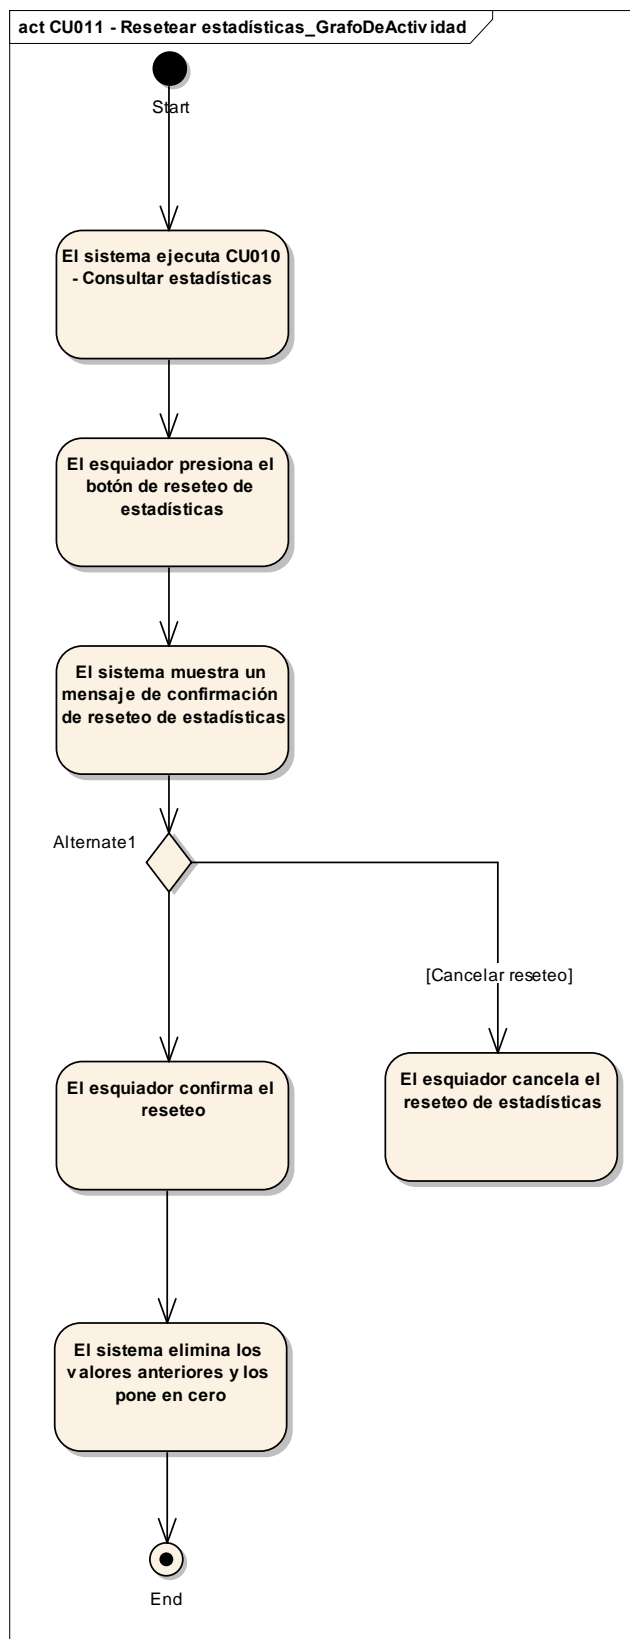 act CU011 - Resetear estadísticas_GrafoDeActividad
Start
El sistema ejecuta CU010
- Consultar estadísticas
El esquiador presiona el
botón de reseteo de
estadísticas
El sistema muestra un
mensaje de confirmación
de reseteo de estadísticas
Alternate1
[Cancelar reseteo]
El esquiador confirma el
reseteo
El esquiador cancela el
reseteo de estadísticas
El sistema elimina los
valores anteriores y los
pone en cero
End